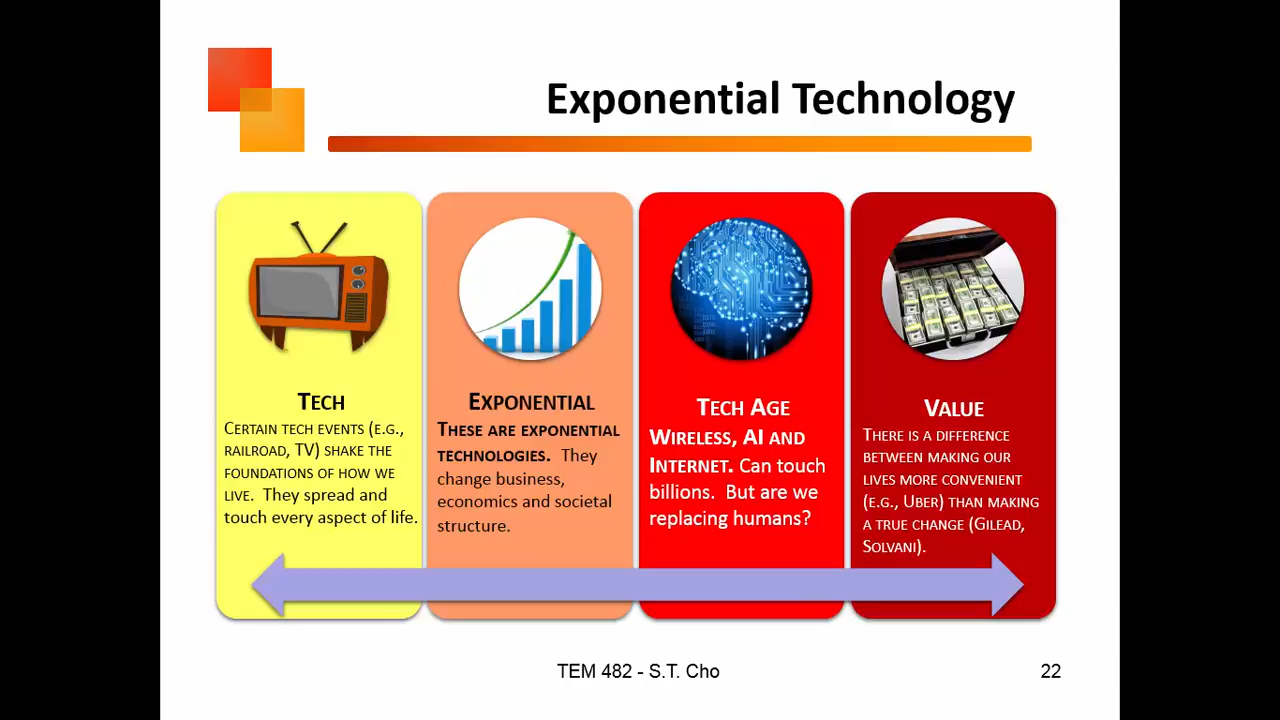 Exponential Technology
TECH
CERTAIN TECH EVENTS (E.G.,
RAILROAD, TV) SHAKE THE
FOUNDATIONS OF HOW WE
LIVE. They spread and
touch every aspect of life.
EXPONENTIAL
THESE ARE EXPONENTIAL
TECHNOLOGIES. They
change business,
economics and societal
structure.
TECH AGE
WIRELESS, AI AND
INTERNET. Can touch
billions. But are we
replacing humans?
VALUE
THERE IS A DIFFERENCE
BETWEEN MAKING OUR
LIVES MORE CONVENIENT
(E.G., UBER) THAN MAKING
A TRUE CHANGE (GILEAD,
SOLVANI).
TEM 482 - S.T. Cho
22